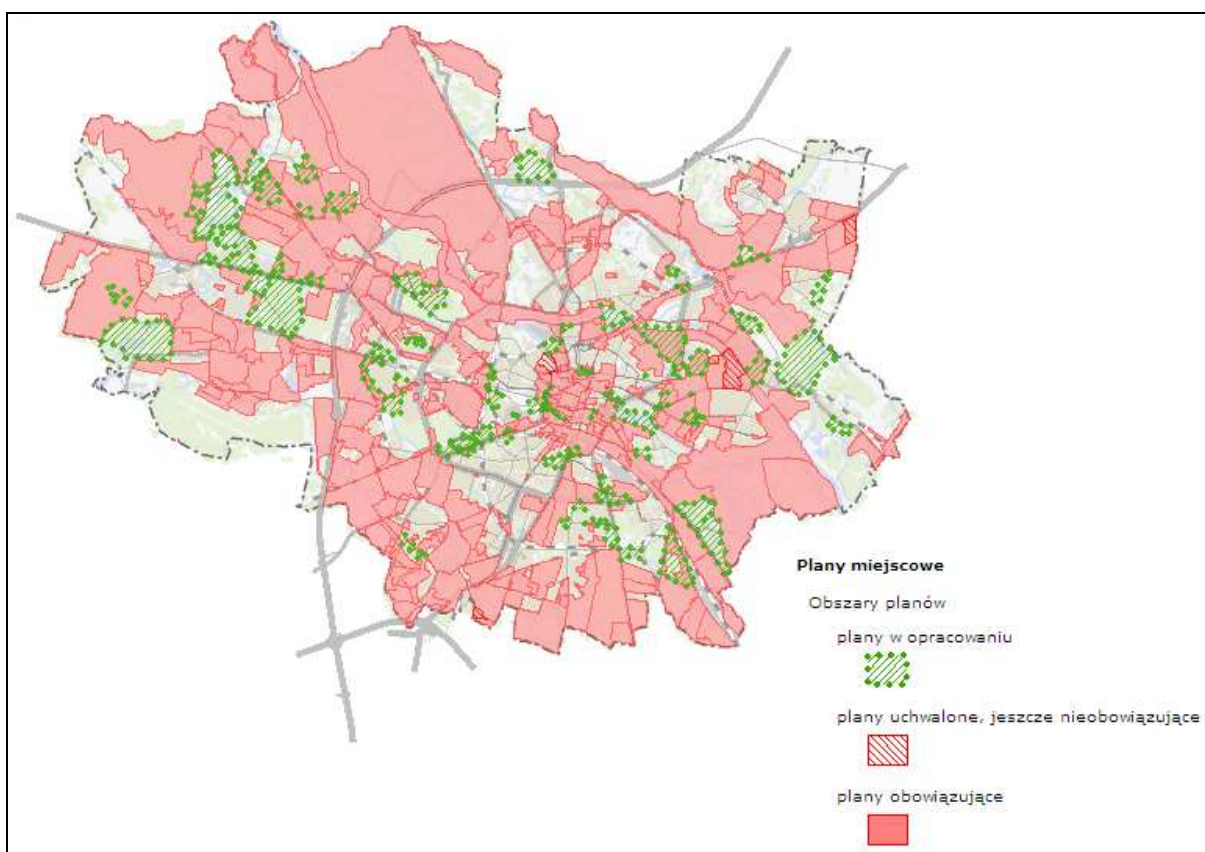 Plany miejscowe
Obszary planów
plany w opracowaniu
plany uchwalone, jeszcze nieobowiązujące
plany obowiązujące